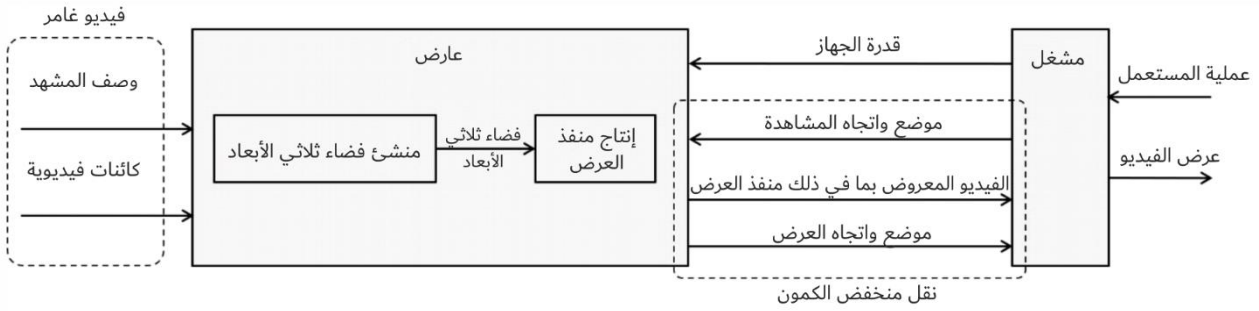 فيديو غامر
وصف المشهد
كائنات فيديوية
عارض
منشئ فضاء ثلاثي الأبعاد
فضاء ثلاثي
الأبعاد
إنتاج منفذ
العرض
قدرة الجهاز
موضع واتجاه المشاهدة
الفيديو المعروض بما في ذلك منفذ العرض
موضع واتجاه العرض
نقل منخفض الكمون
مشغل
عملية المستعمل
عرض الفيديو